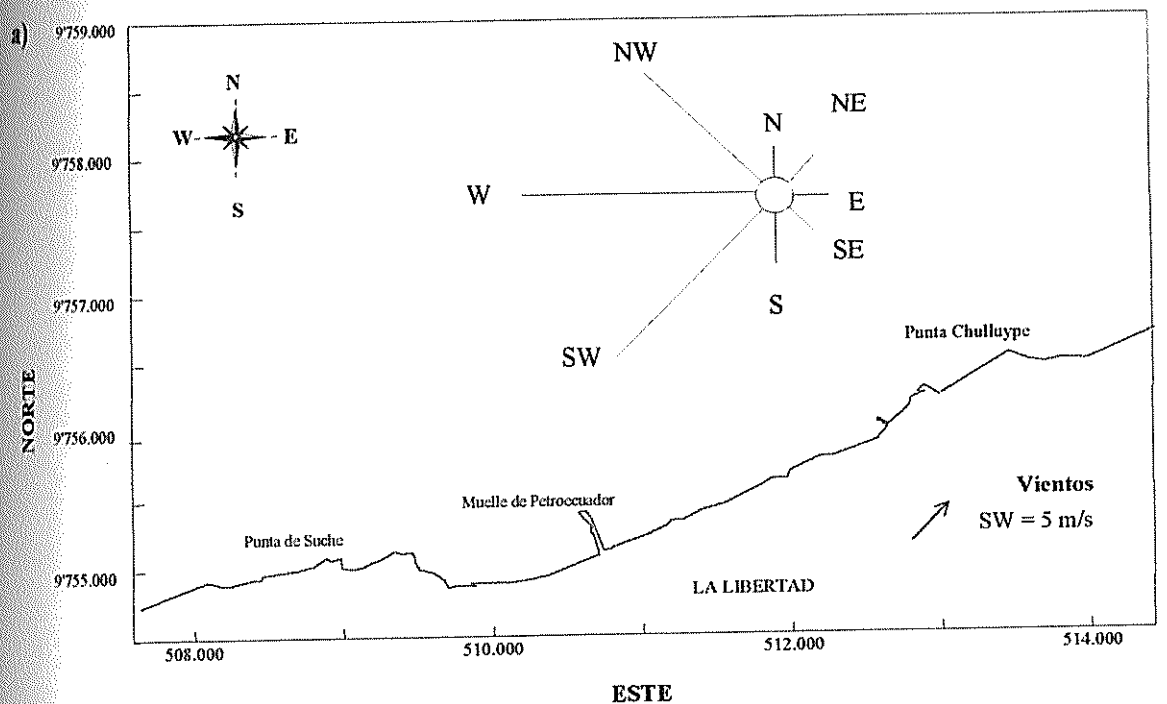 a)
9'759.000
9'758.000
9'757.000
9'756.000
9'755.000
NORTE
N
W
E
S
NW
N
NE
W
E
SE
S
SW
Punta Chulluype
Vientos
SW = 5 m/s
Muelle de Petroecuador
Punta de Suche
LA LIBERTAD
508.000
510.000
512.000
514.000
ESTE